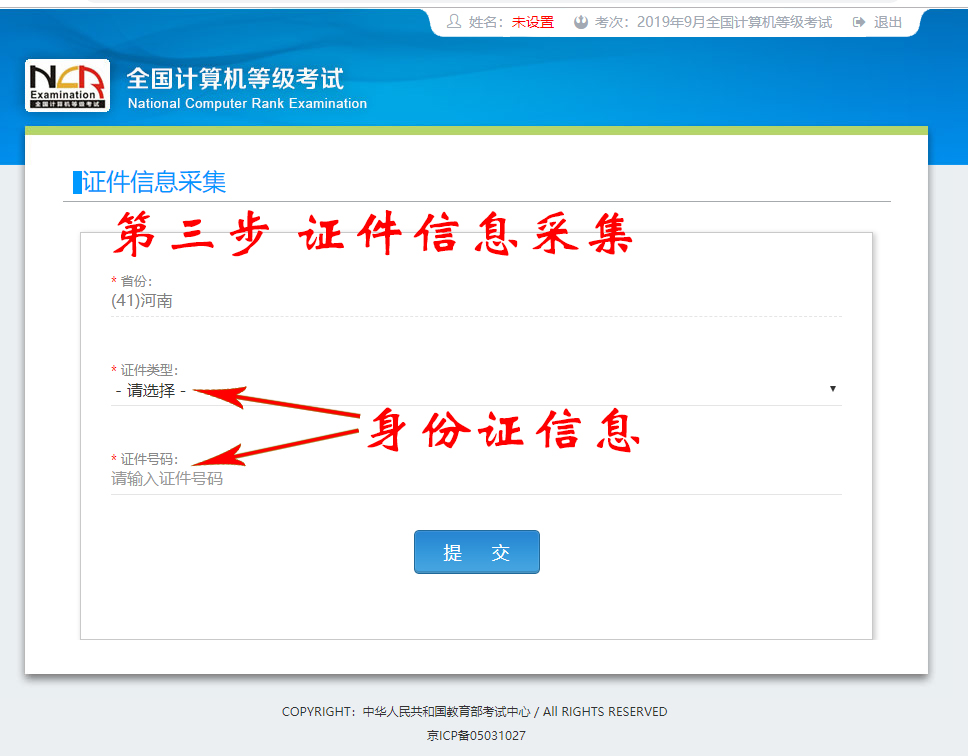 姓名: 未设置 考次: 2019年9月全国计算机等级考试 退出
NCR
Examination
全国计算机等级考试
全国计算机等级考试
National Computer Rank Examination
证件信息采集
第三步 证件信息采集
* 省份:
(41)河南
* 证件类型:
- 请选择 -
身份证信息
* 证件号码:
请输入证件号码
提 交
COPYRIGHT: 中华人民共和国教育部考试中心 / All RIGHTS RESERVED
京ICP备05031027